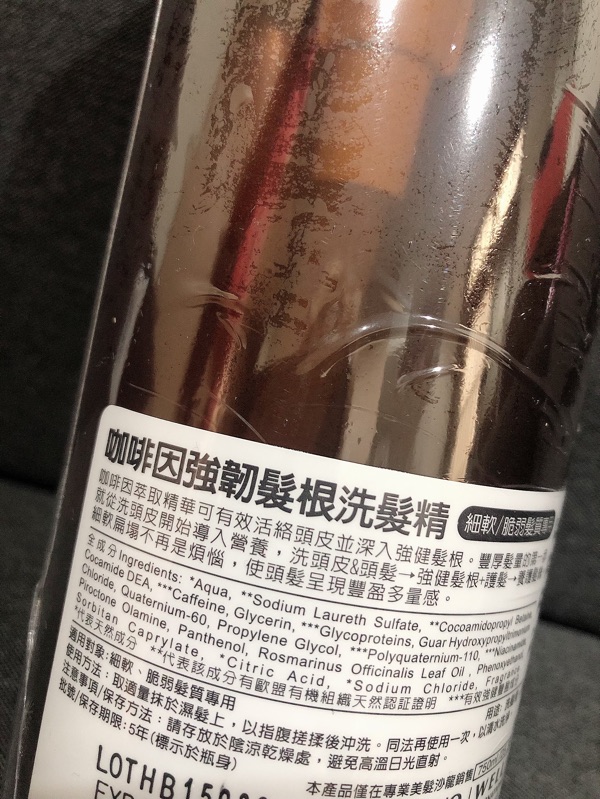 咖啡因強韌髮根洗髮精 細軟/脆弱髮質專
咖啡因萃取精華可有效活絡頭皮並深入強健髮根。豐厚髮量的第一
就從洗頭皮開始導入營養,洗頭皮&頭髮→強健髮根+護髮→養護髮
細軟扁塌不再是煩惱,使頭髮呈現豐盈多量感。
全成分Ingredients: *Aqua, **Sodium Laureth Sulfate, **Cocoamidopropyl Betaine,
Cocamide DEA, ***Caffeine, Glycerin, ***Glycoproteins, Guar Hydroxypropyltrimonium
Chloride, Quaternium-60, Propylene Glycol, ***Polyquaternium-110, ***Niacinamide,
Piroctone Olamine, Panthenol, Rosmarinus Officinalis Leaf Oil , Phenoxyethanol,
Sorbitan Caprylate, *Citric Acid, *Sodium Chloride, Fragrance
*代表天然成分 **代表該成分有歐盟有機組織天然認證證明 ***有效強健
適用對象:細軟、脆弱髮質專用 用途:
使用方法:取適量抹於濕髮上,以指腹搓揉後沖洗。同法再使用一次,以清水
注意事項/保存方法:請存放於陰涼乾燥處,避免高溫日光直射。
批號/保存期限:5年(標示於瓶身)
LOTHB150
本產品僅在專業美髮沙龍銷售 750ml
EXP